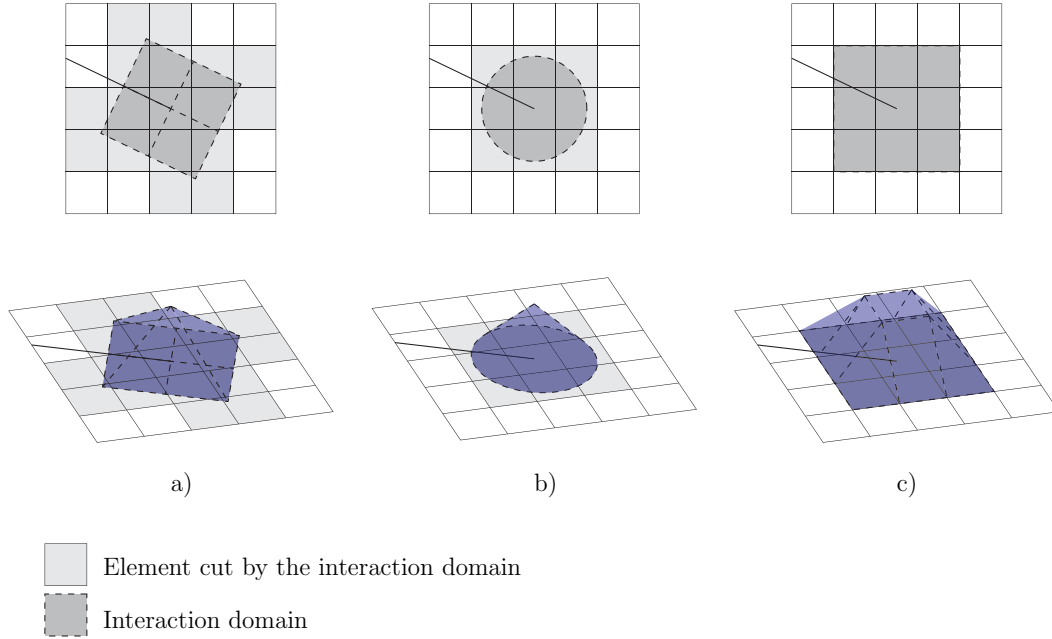 a)
b)
c)
Element cut by the interaction domain
Interaction domain